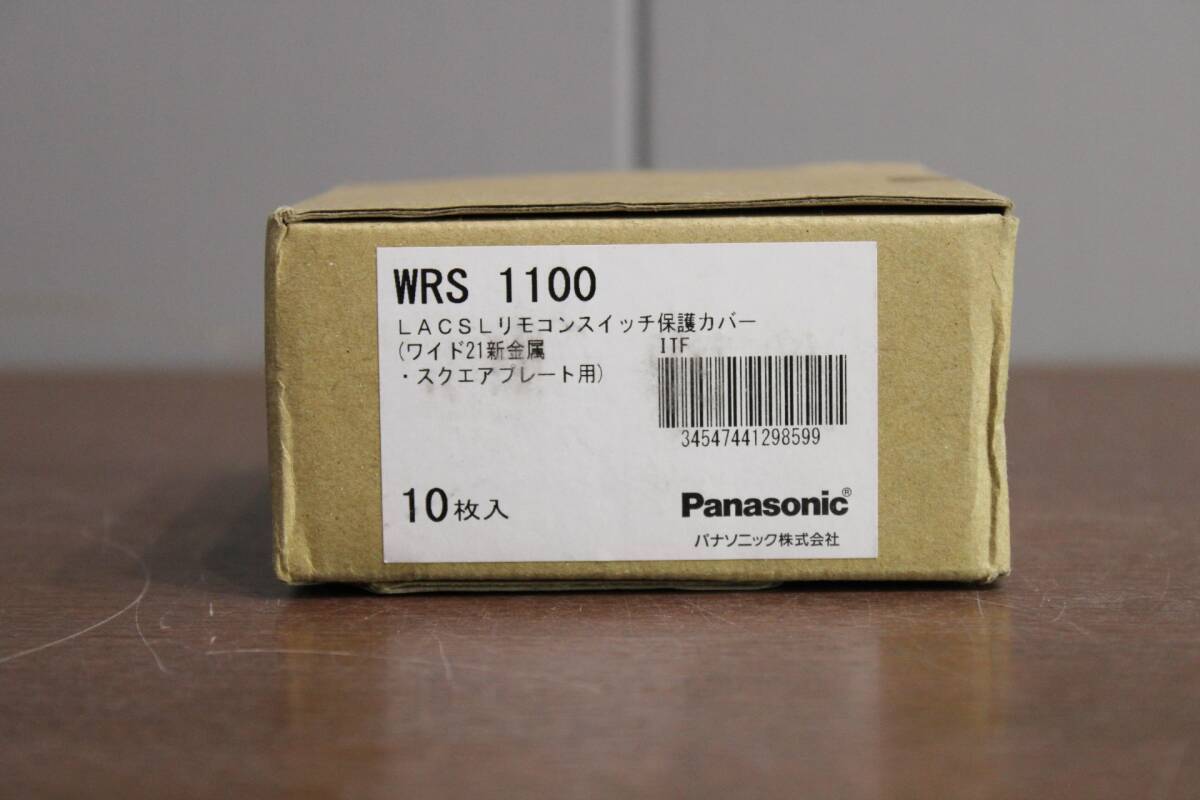 WRS 1100
LACSLリモコンスイッチ保護カバー
(ワイド21新金属
・スクエアプレート用)
ITF
34547441298599
10枚入
Panasonic®
パナソニック株式会社